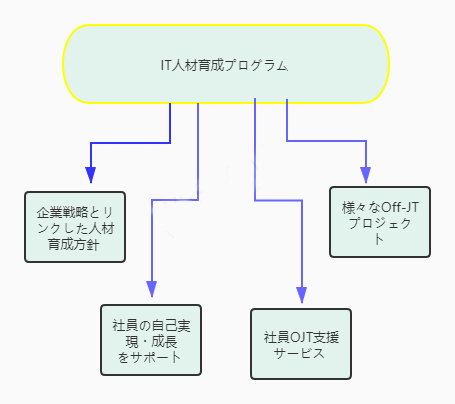 IT人材育成プログラム
企業戦略とリ
ンクした人材
育成方針
様々なOff-JT
プロジェク
ト
社員の自己実
現・成長
をサポート
社員OJT支援
サービス